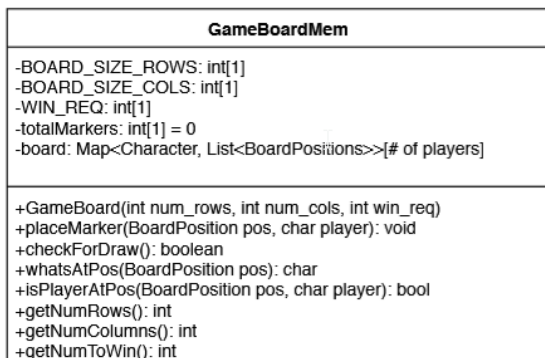 GameBoardMem
-BOARD_SIZE_ROWS: int[1]
-BOARD_SIZE_COLS: int[1]
-WIN_REQ: int[1]
-totalMarkers: int[1] = 0
-board: Map<Character, List<BoardPositions>>[# of players]
+GameBoard(int num_rows, int num_cols, int win_req)
+placeMarker(BoardPosition pos, char player): void
+checkForDraw(): boolean
+whatsAtPos(BoardPosition pos): char
+isPlayerAtPos(BoardPosition pos, char player): bool
+getNumRows(): int
+getNumColumns(): int
+getNumToWin(): int